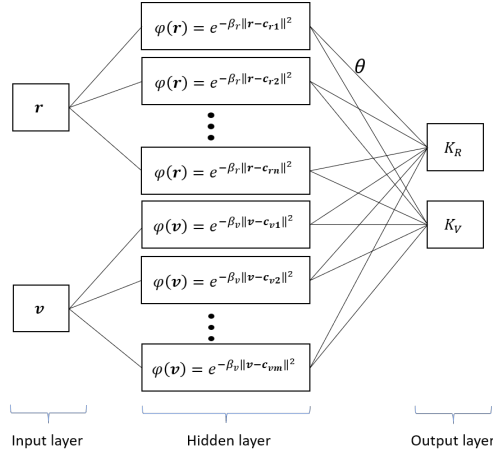 φ(r) = e^{-β_r‖r-c_{r1}‖²}
θ
φ(r) = e^{-β_r‖r-c_{r2}‖²}
r
K_R
φ(r) = e^{-β_r‖r-c_{rn}‖²}
φ(v) = e^{-β_v‖v-c_{v1}‖²}
K_V
φ(v) = e^{-β_v‖v-c_{v2}‖²}
v
φ(v) = e^{-β_v‖v-c_{vm}‖²}
Input layer
Hidden layer
Output layer